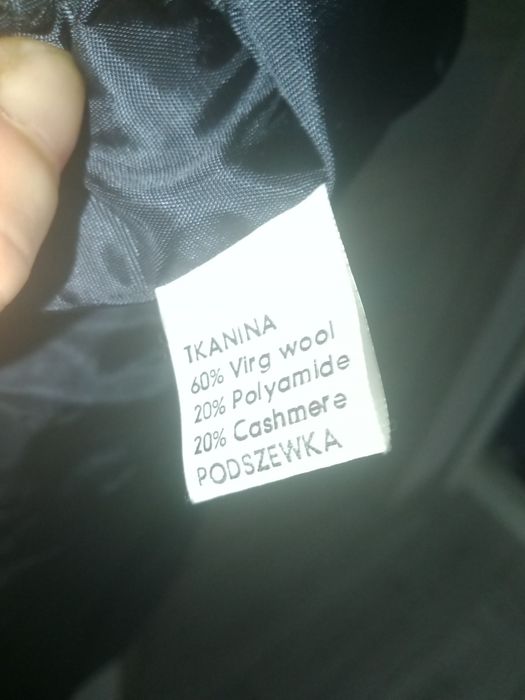 TKANINA
60% Virg wool
20% Polyamide
20% Cashmere
PODSZEWKA